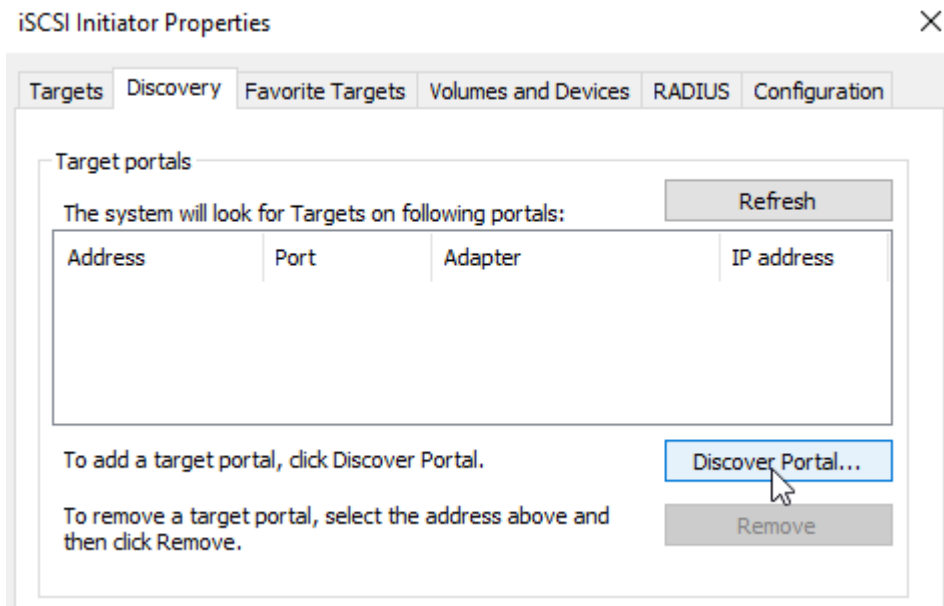 iSCSI Initiator Properties
Targets Discovery Favorite Targets Volumes and Devices RADIUS Configuration
Target portals
Refresh
The system will look for Targets on following portals:
Address Port Adapter IP address
To add a target portal, click Discover Portal.
Discover Portal...
To remove a target portal, select the address above and
then click Remove.
Remove